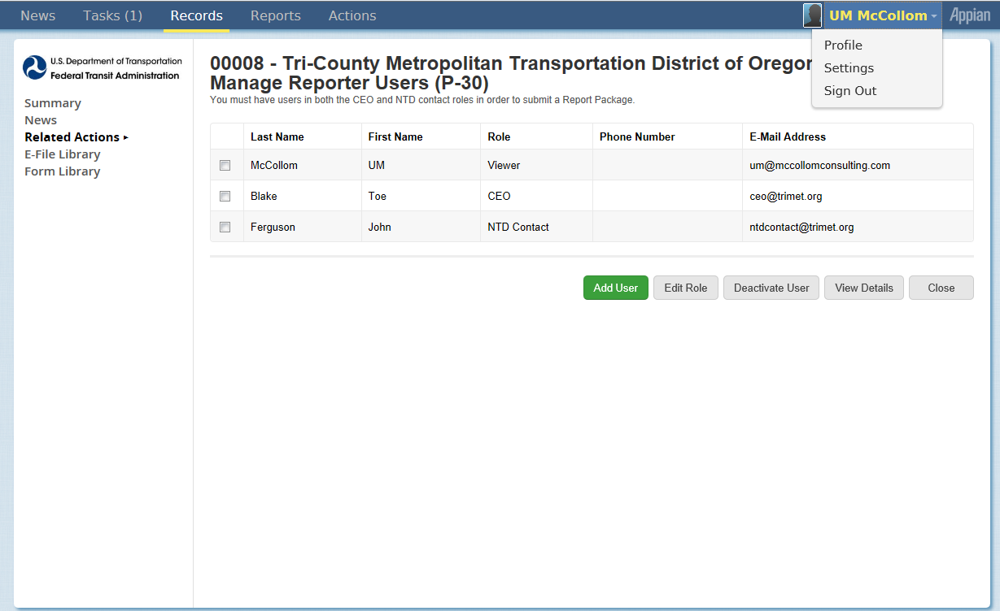 News Tasks (1) Records Reports Actions UM McCollom Appian
Profile
Settings
Sign Out
U.S. Department of Transportation
Federal Transit Administration
Summary
News
Related Actions
E-File Library
Form Library
00008 - Tri-County Metropolitan Transportation District of
Manage Reporter Users (P-30)
You must have users in both the CEO and NTD contact roles in order to submit a Report Package.
Last Name First Name Role Phone Number E-Mail Address
McCollom UM Viewer um@mccollomconsulting.com
Blake Toe CEO ceo@trimet.org
Ferguson John NTD Contact ntdcontact@trimet.org
Add User Edit Role Deactivate User View Details Close